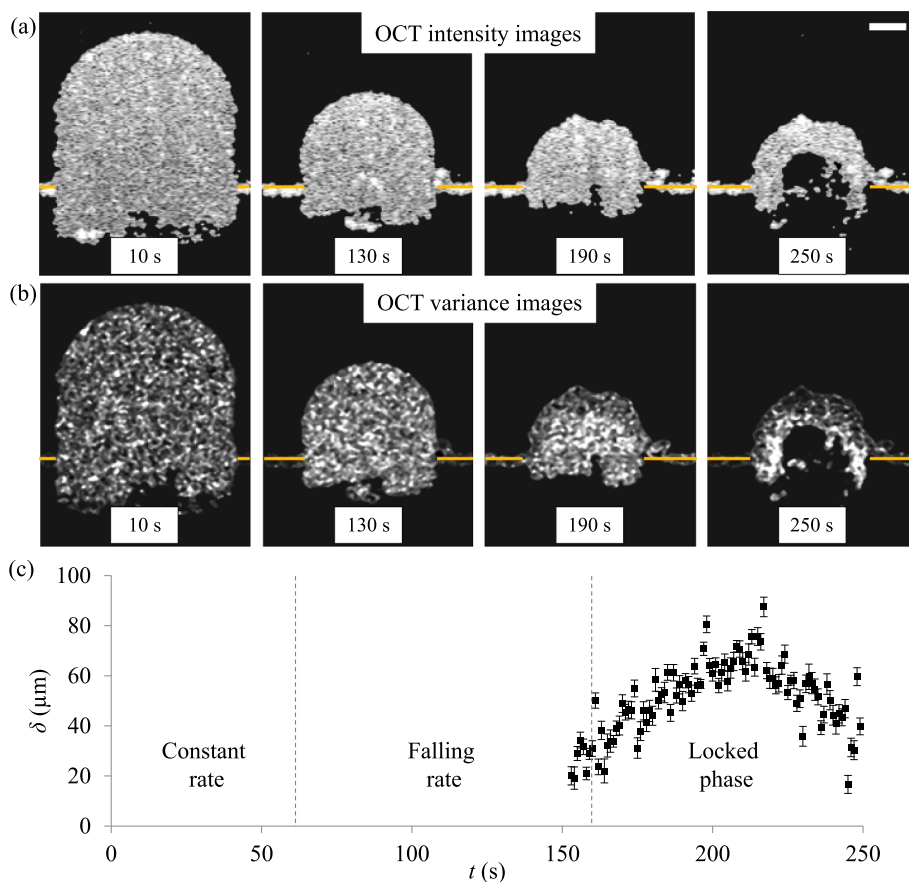 (a)
OCT intensity images
10 s
130 s
190 s
250 s
(b)
OCT variance images
10 s
130 s
190 s
250 s
(c)
100
80
60
40
20
0
δ (μm)
Constant
rate
Falling
rate
Locked
phase
0
50
100
150
200
250
t (s)